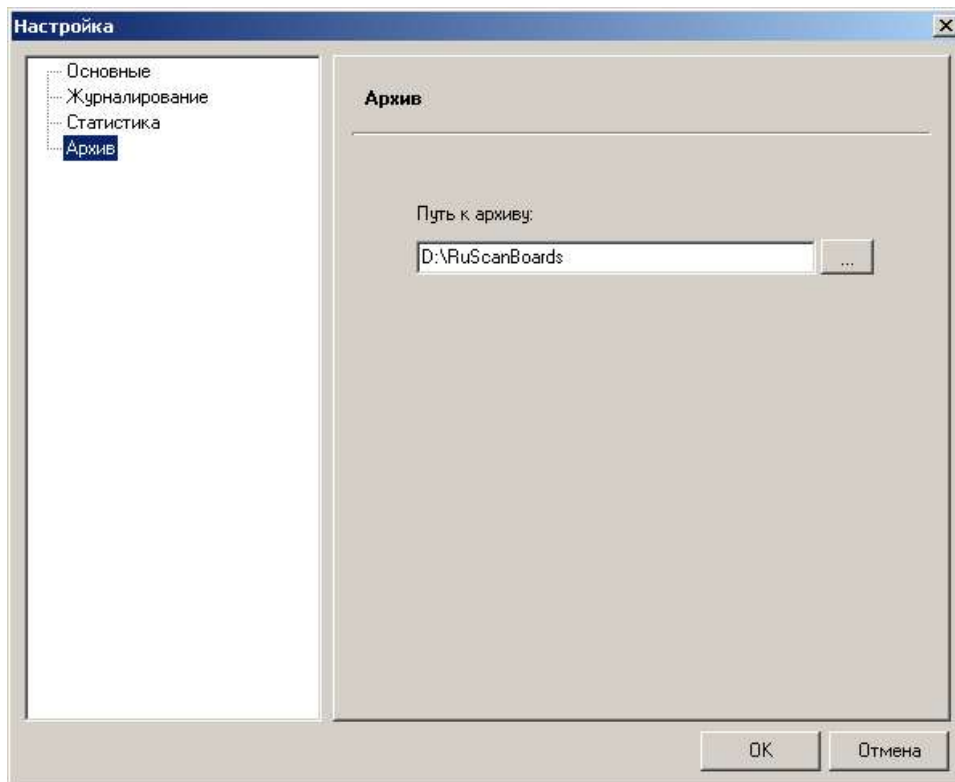 Настройка
Основные
Журналирование
Статистика
Архив
Архив
Путь к архиву:
D:\RuScanBoards
...
OK
Отмена